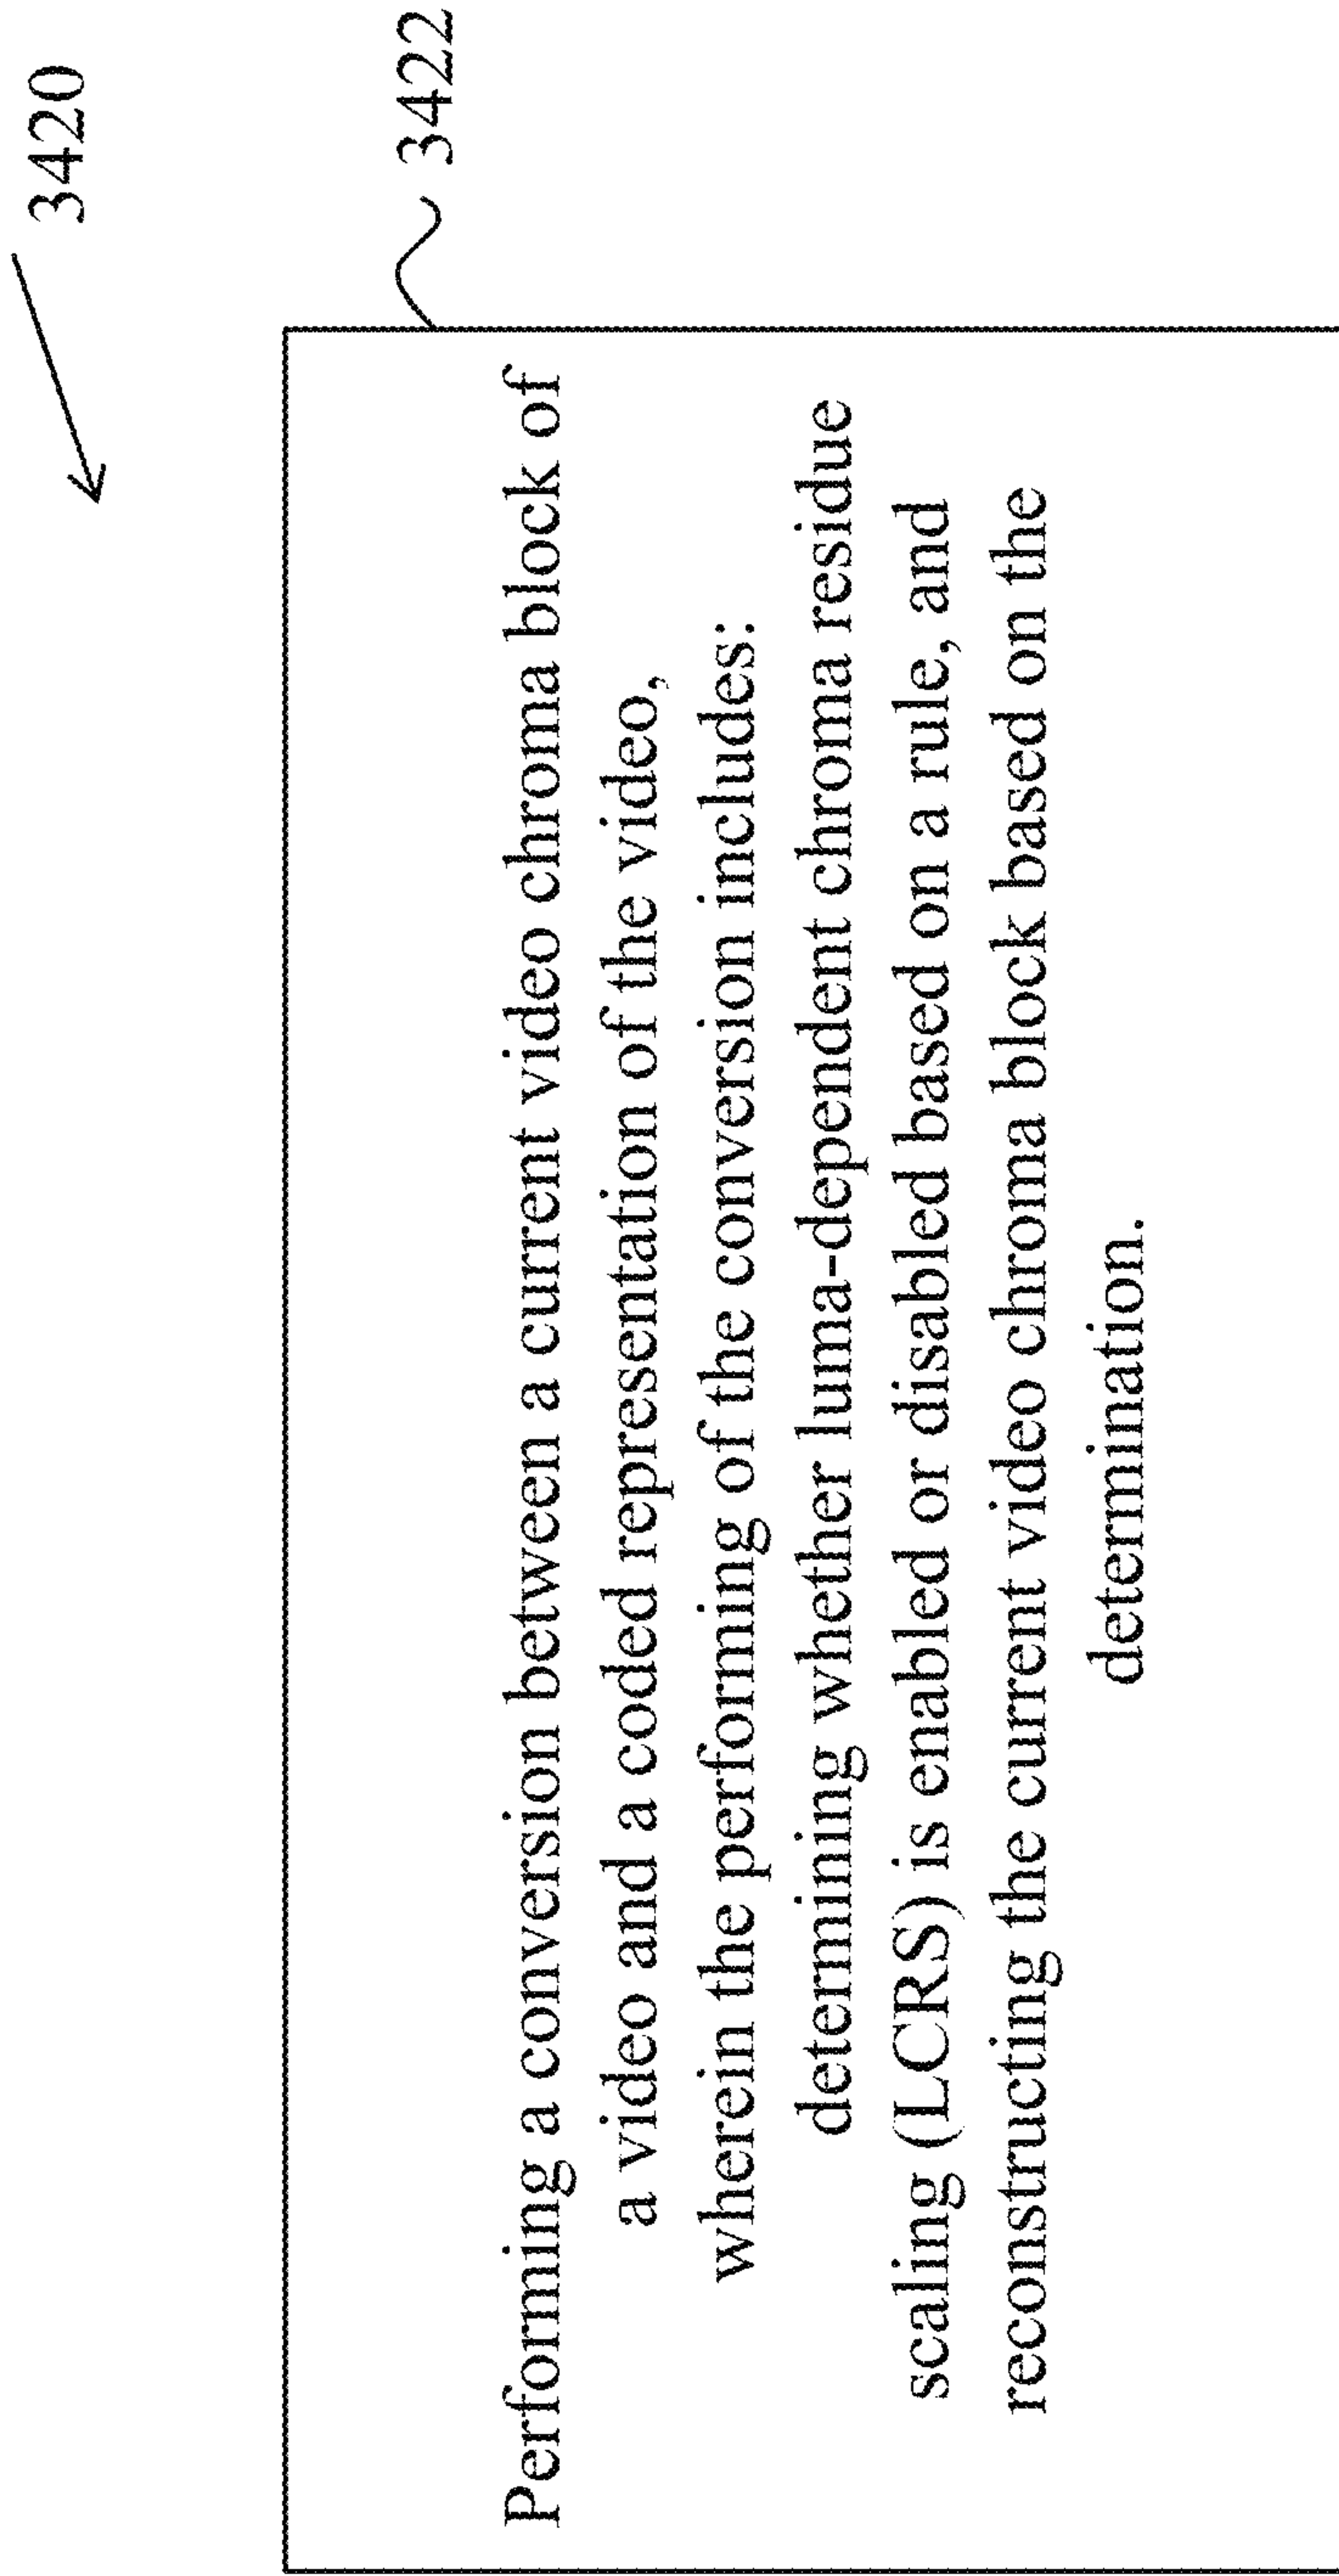 3420
3422
Performing a conversion between a current video chroma block of
a video and a coded representation of the video,
wherein the performing of the conversion includes:
determining whether luma-dependent chroma residue
scaling (LCRS) is enabled or disabled based on a rule, and
reconstructing the current video chroma block based on the
determination.